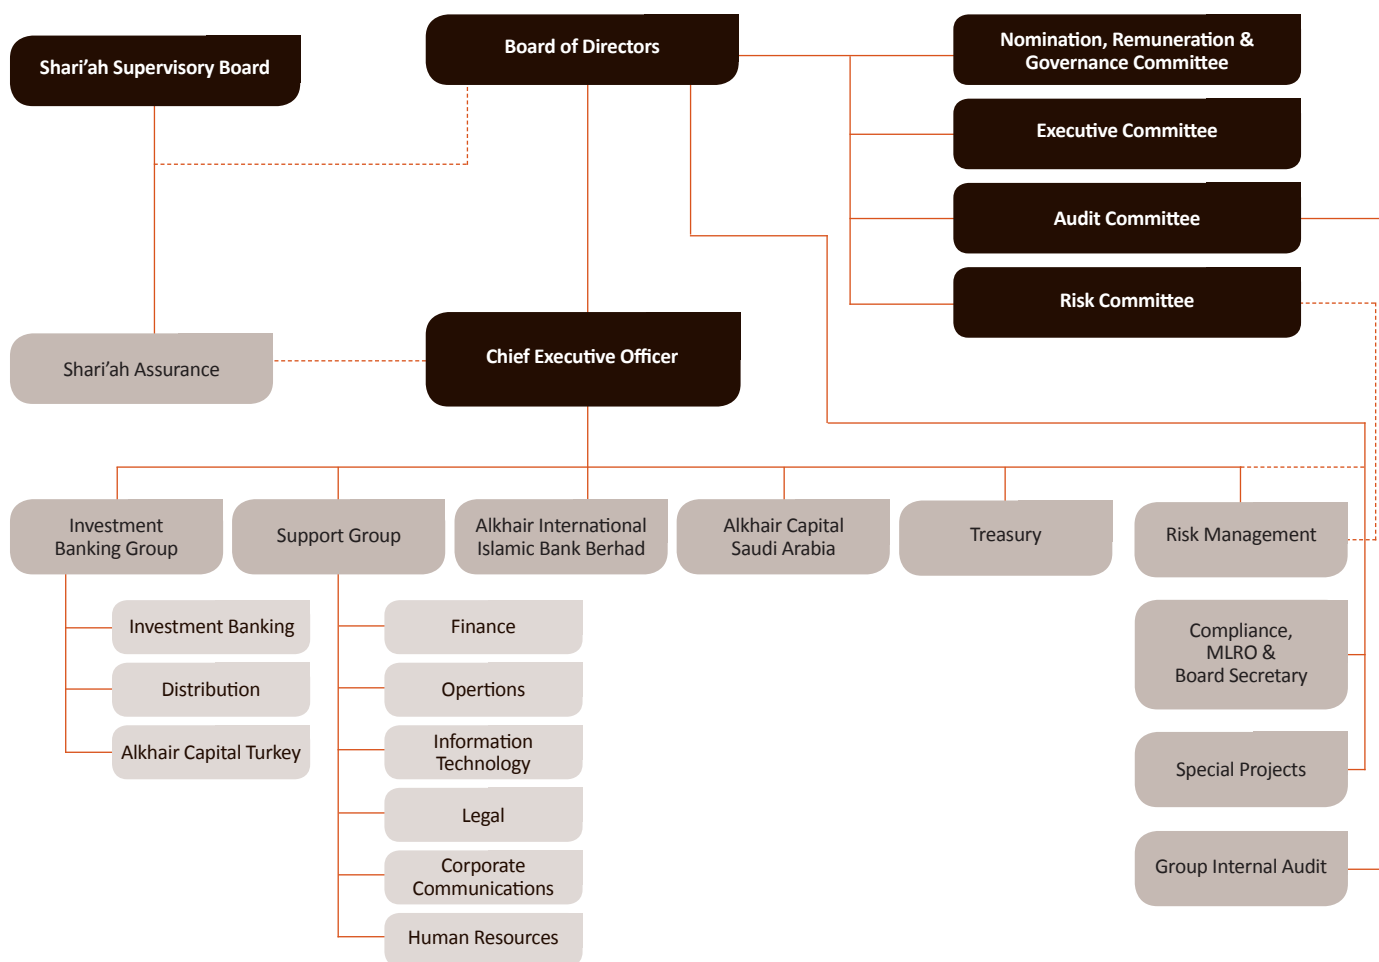 Shari’ah Supervisory Board
Board of Directors
Nomination, Remuneration &
Governance Committee
Executive Committee
Audit Committee
Risk Committee
Shari’ah Assurance
Chief Executive Officer
Investment
Banking Group
Support Group
Alkhair International
Islamic Bank Berhad
Alkhair Capital
Saudi Arabia
Treasury
Risk Management
Investment Banking
Distribution
Alkhair Capital Turkey
Finance
Opertions
Information
Technology
Legal
Corporate
Communications
Human Resources
Compliance,
MLRO &
Board Secretary
Special Projects
Group Internal Audit